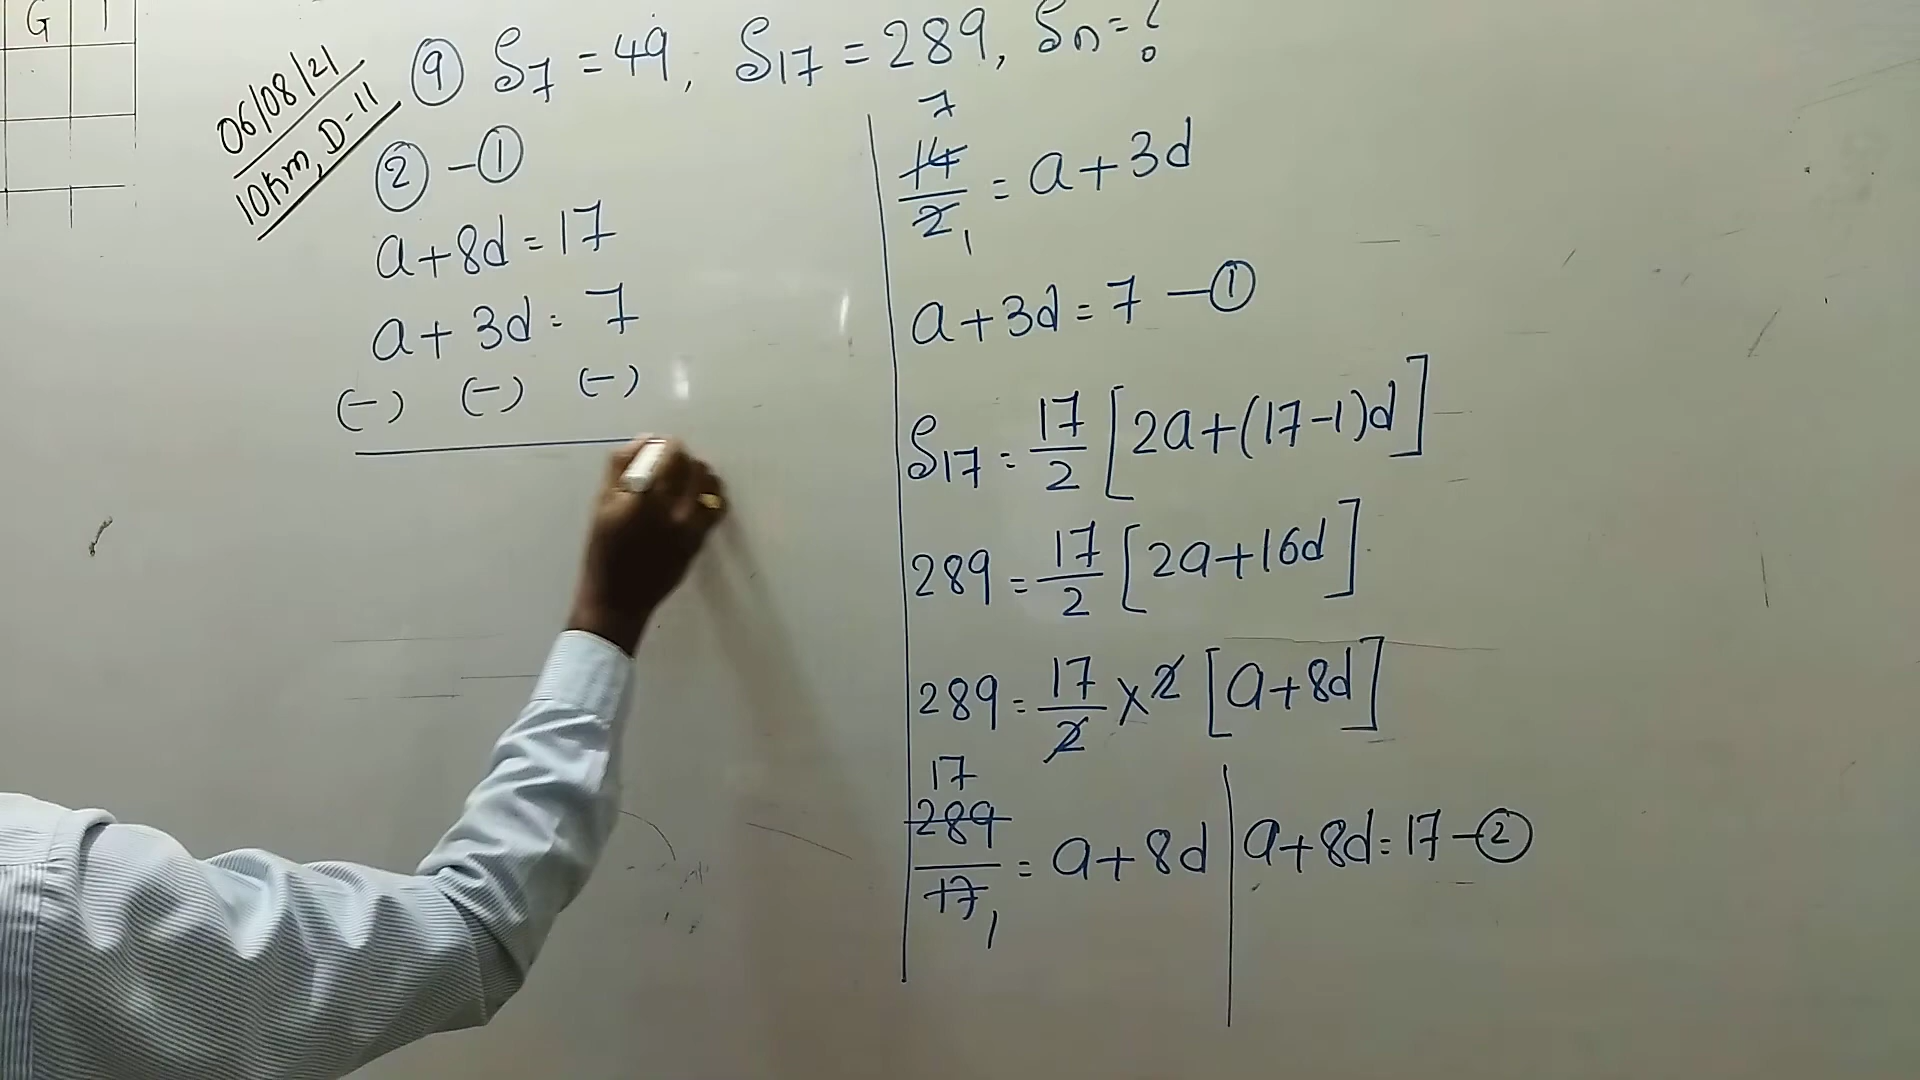 G
06/08/21
10Km, D-11
⑨ S₇ = 49, S₁₇ = 289, Sn = ?
② - ①
a + 8d = 17
a + 3d = 7
(-) (-) (-)
7
14/2 = a + 3d
1
a + 3d = 7 - ①
S₁₇ = 17/2 [2a + (17-1)d]
289 = 17/2 [2a + 16d]
289 = 17/2 × 2 [a + 8d]
17
289/17 = a + 8d
1
a + 8d = 17 - ②